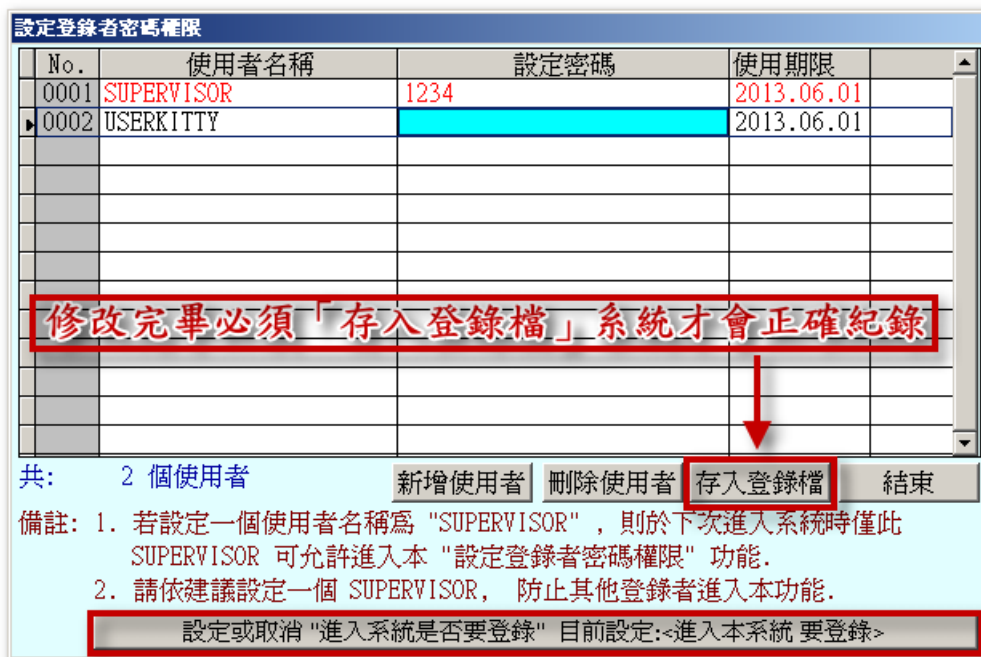 設定登錄者密碼權限
No. 使用者名稱 設定密碼 使用期限
0001 SUPERVISOR 1234 2013.06.01
0002 USERKITTY 2013.06.01
修改完畢必須「存入登錄檔」系統才會正確紀錄
共: 2 個使用者 新增使用者 刪除使用者 存入登錄檔 結束
備註: 1. 若設定一個使用者名稱為 "SUPERVISOR" , 則於下次進入系統時僅此
SUPERVISOR 可允許進入本 "設定登錄者密碼權限" 功能.
2. 請依建議設定一個 SUPERVISOR, 防止其他登錄者進入本功能.
設定或取消 "進入系統是否要登錄" 目前設定:<進入本系統 要登錄>